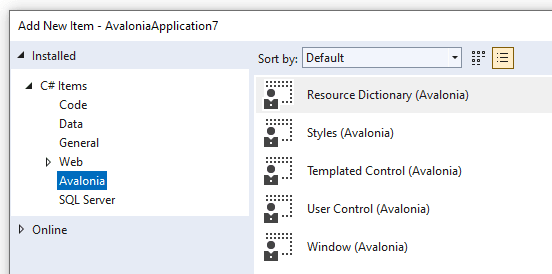 Add New Item - AvaloniaApplication7
Installed
Sort by: Default
C# Items
Code
Data
General
Web
Avalonia
SQL Server
Online
Resource Dictionary (Avalonia)
Styles (Avalonia)
Templated Control (Avalonia)
User Control (Avalonia)
Window (Avalonia)